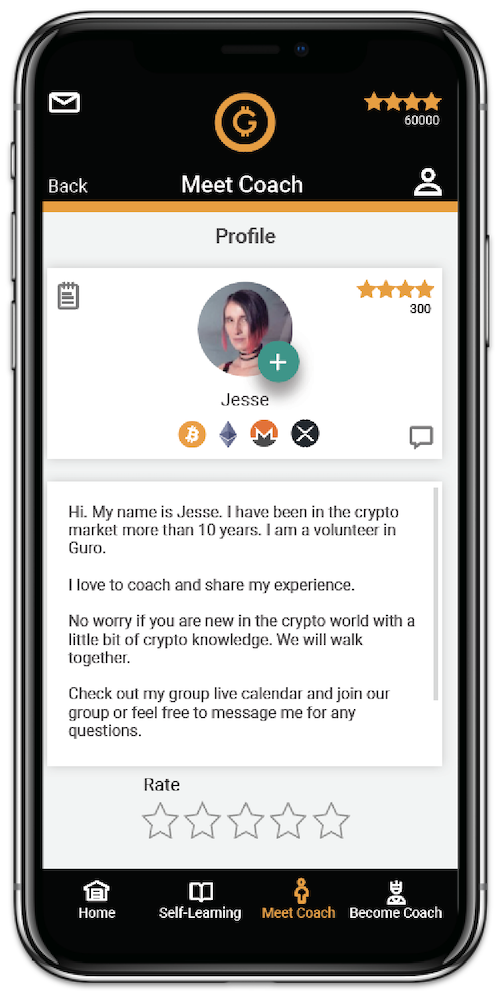 60000
Back
Meet Coach
Profile
300
Jesse
Hi. My name is Jesse. I have been in the crypto
market more than 10 years. I am a volunteer in
Guro.
I love to coach and share my experience.
No worry if you are new in the crypto world with a
little bit of crypto knowledge. We will walk
together.
Check out my group live calendar and join our
group or feel free to message me for any
questions.
Rate
Home
Self-Learning
Meet Coach
Become Coach